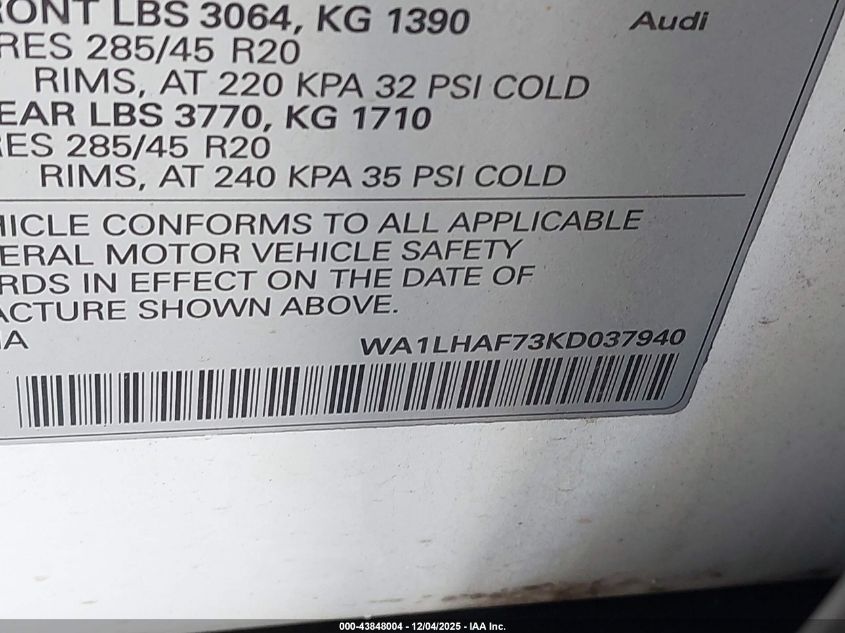 RONT LBS 3064, KG 1390 Audi
RES 285/45 R20
RIMS, AT 220 KPA 32 PSI COLD
EAR LBS 3770, KG 1710
RES 285/45 R20
RIMS, AT 240 KPA 35 PSI COLD
HICLE CONFORMS TO ALL APPLICABLE
ERAL MOTOR VEHICLE SAFETY
RDS IN EFFECT ON THE DATE OF
ACTURE SHOWN ABOVE.
IA WA1LHAF73KD037940
000-43848004 - 12/04/2025 - IAA Inc.